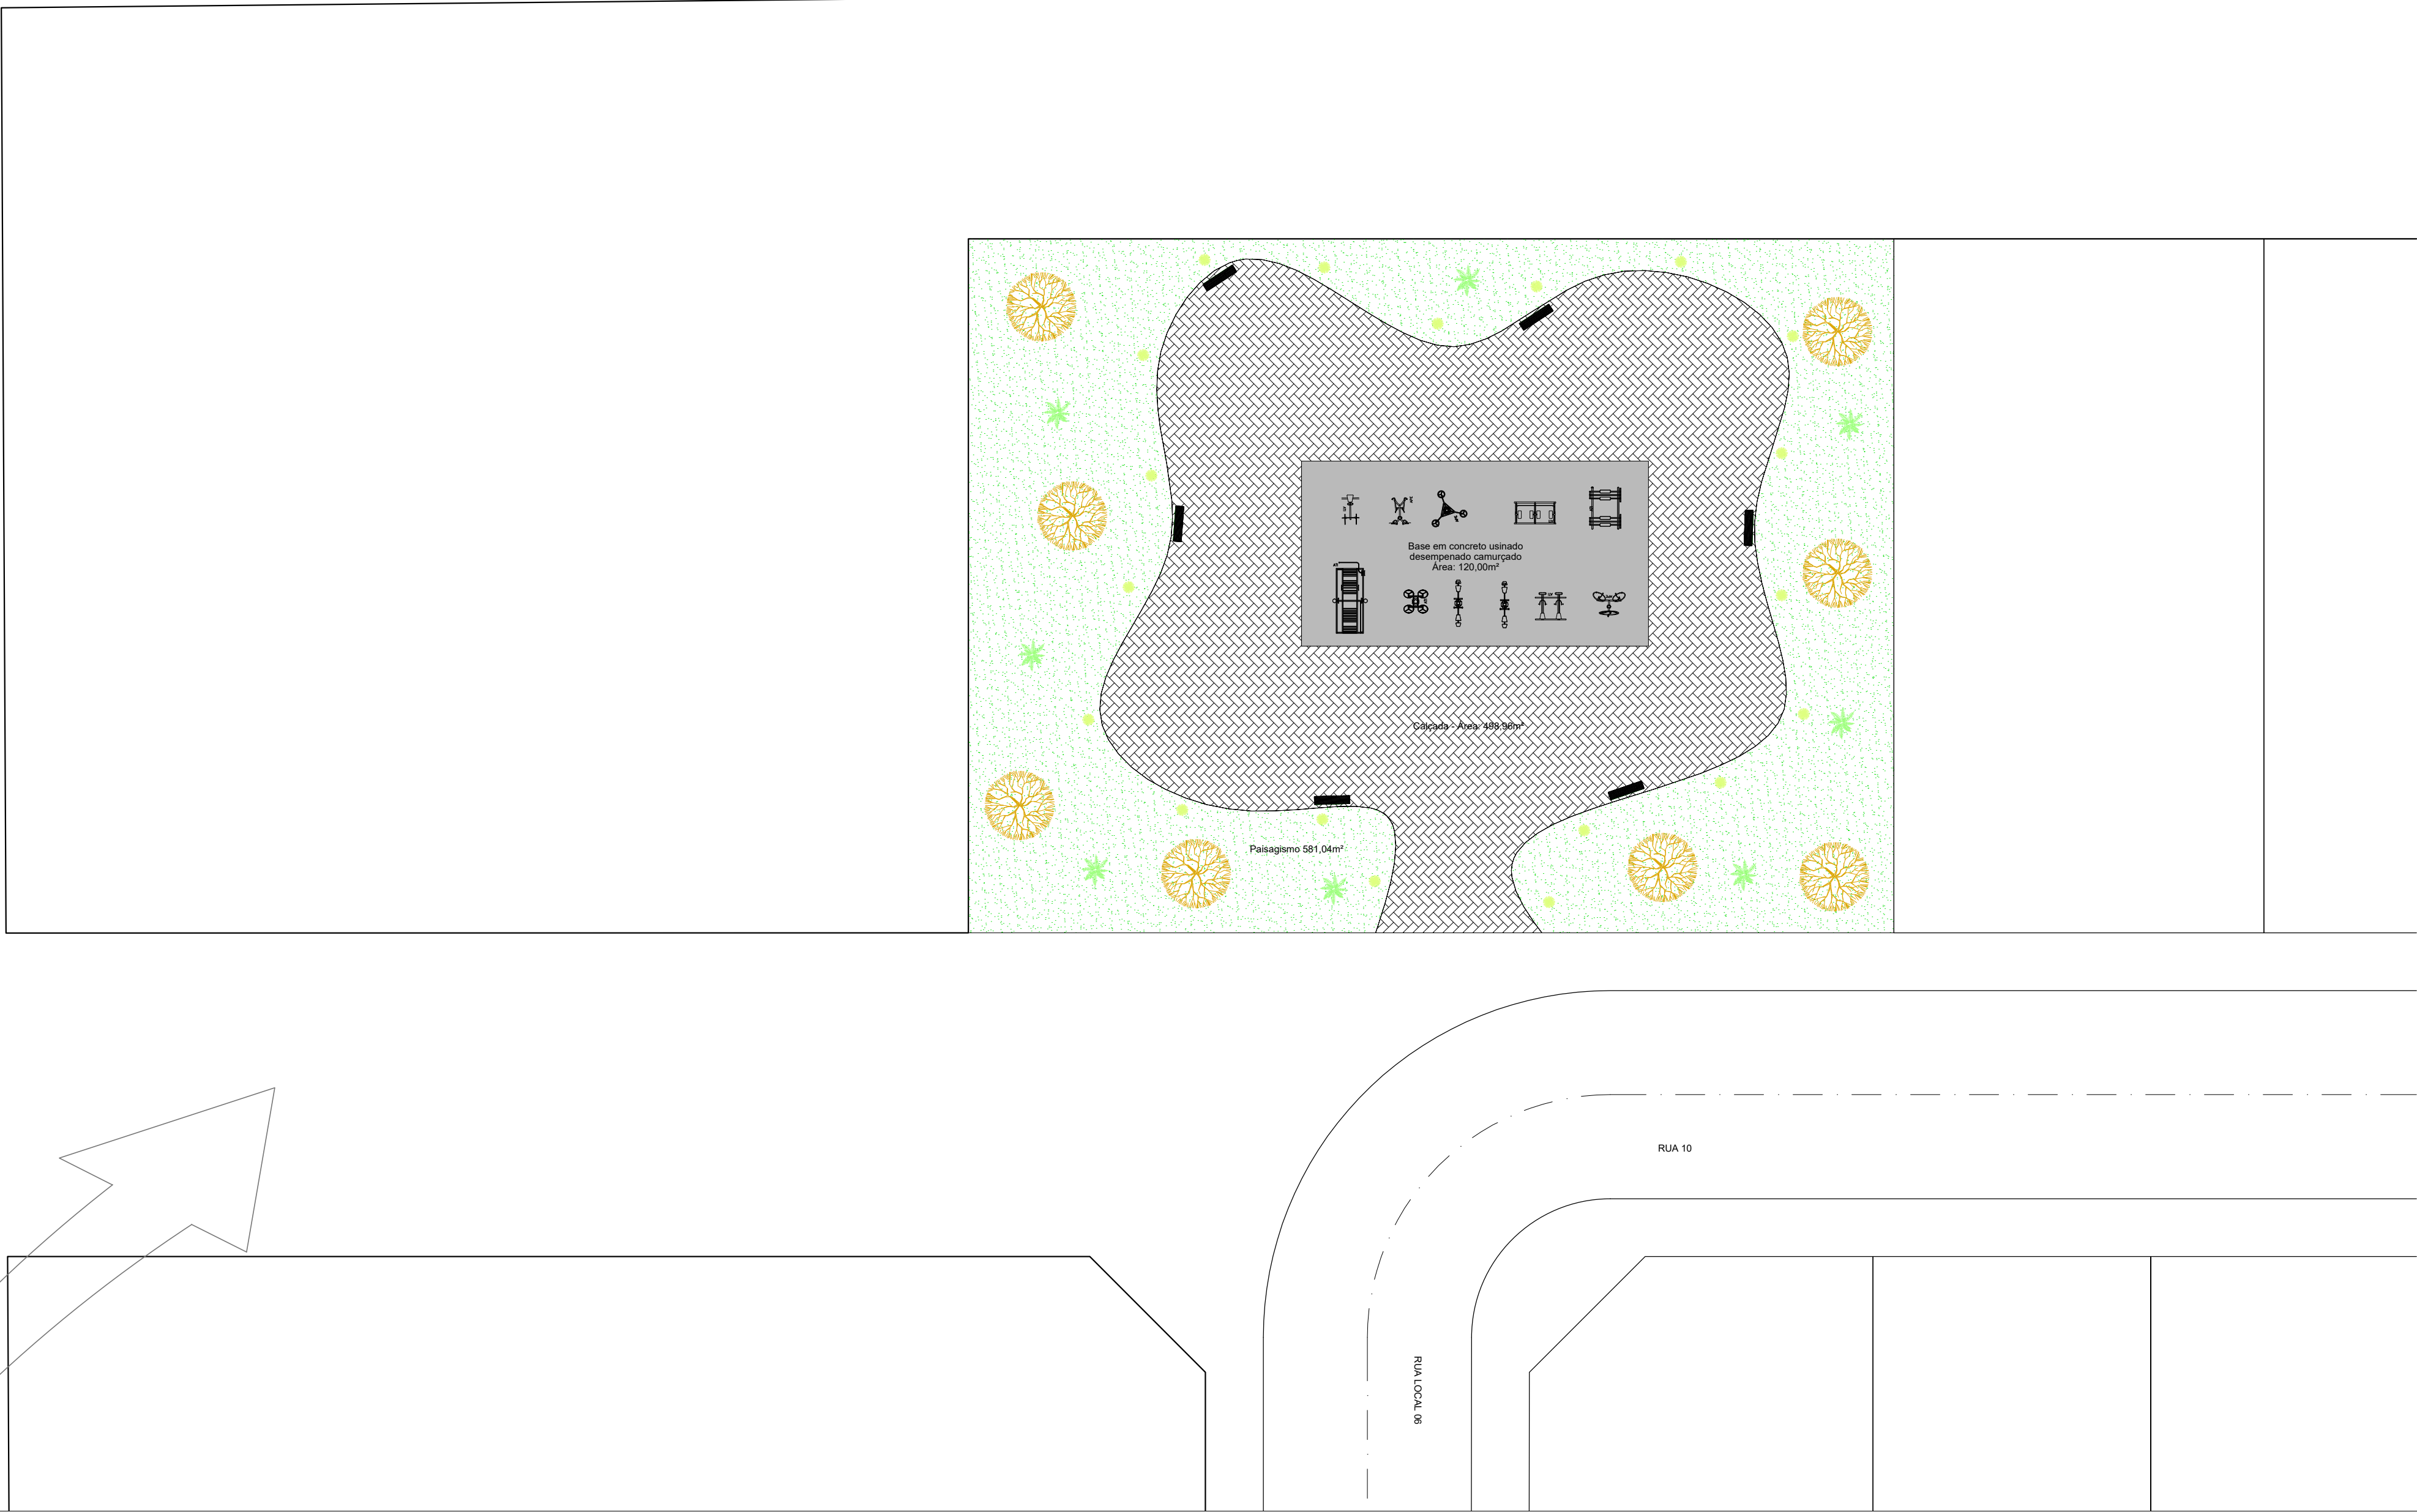 Base em concreto usinado
desempenado camurçado
Área: 120,00m²
Calçada - Área: 498,96m²
Paisagismo 581,04m²
RUA 10
RUA LOCAL 06